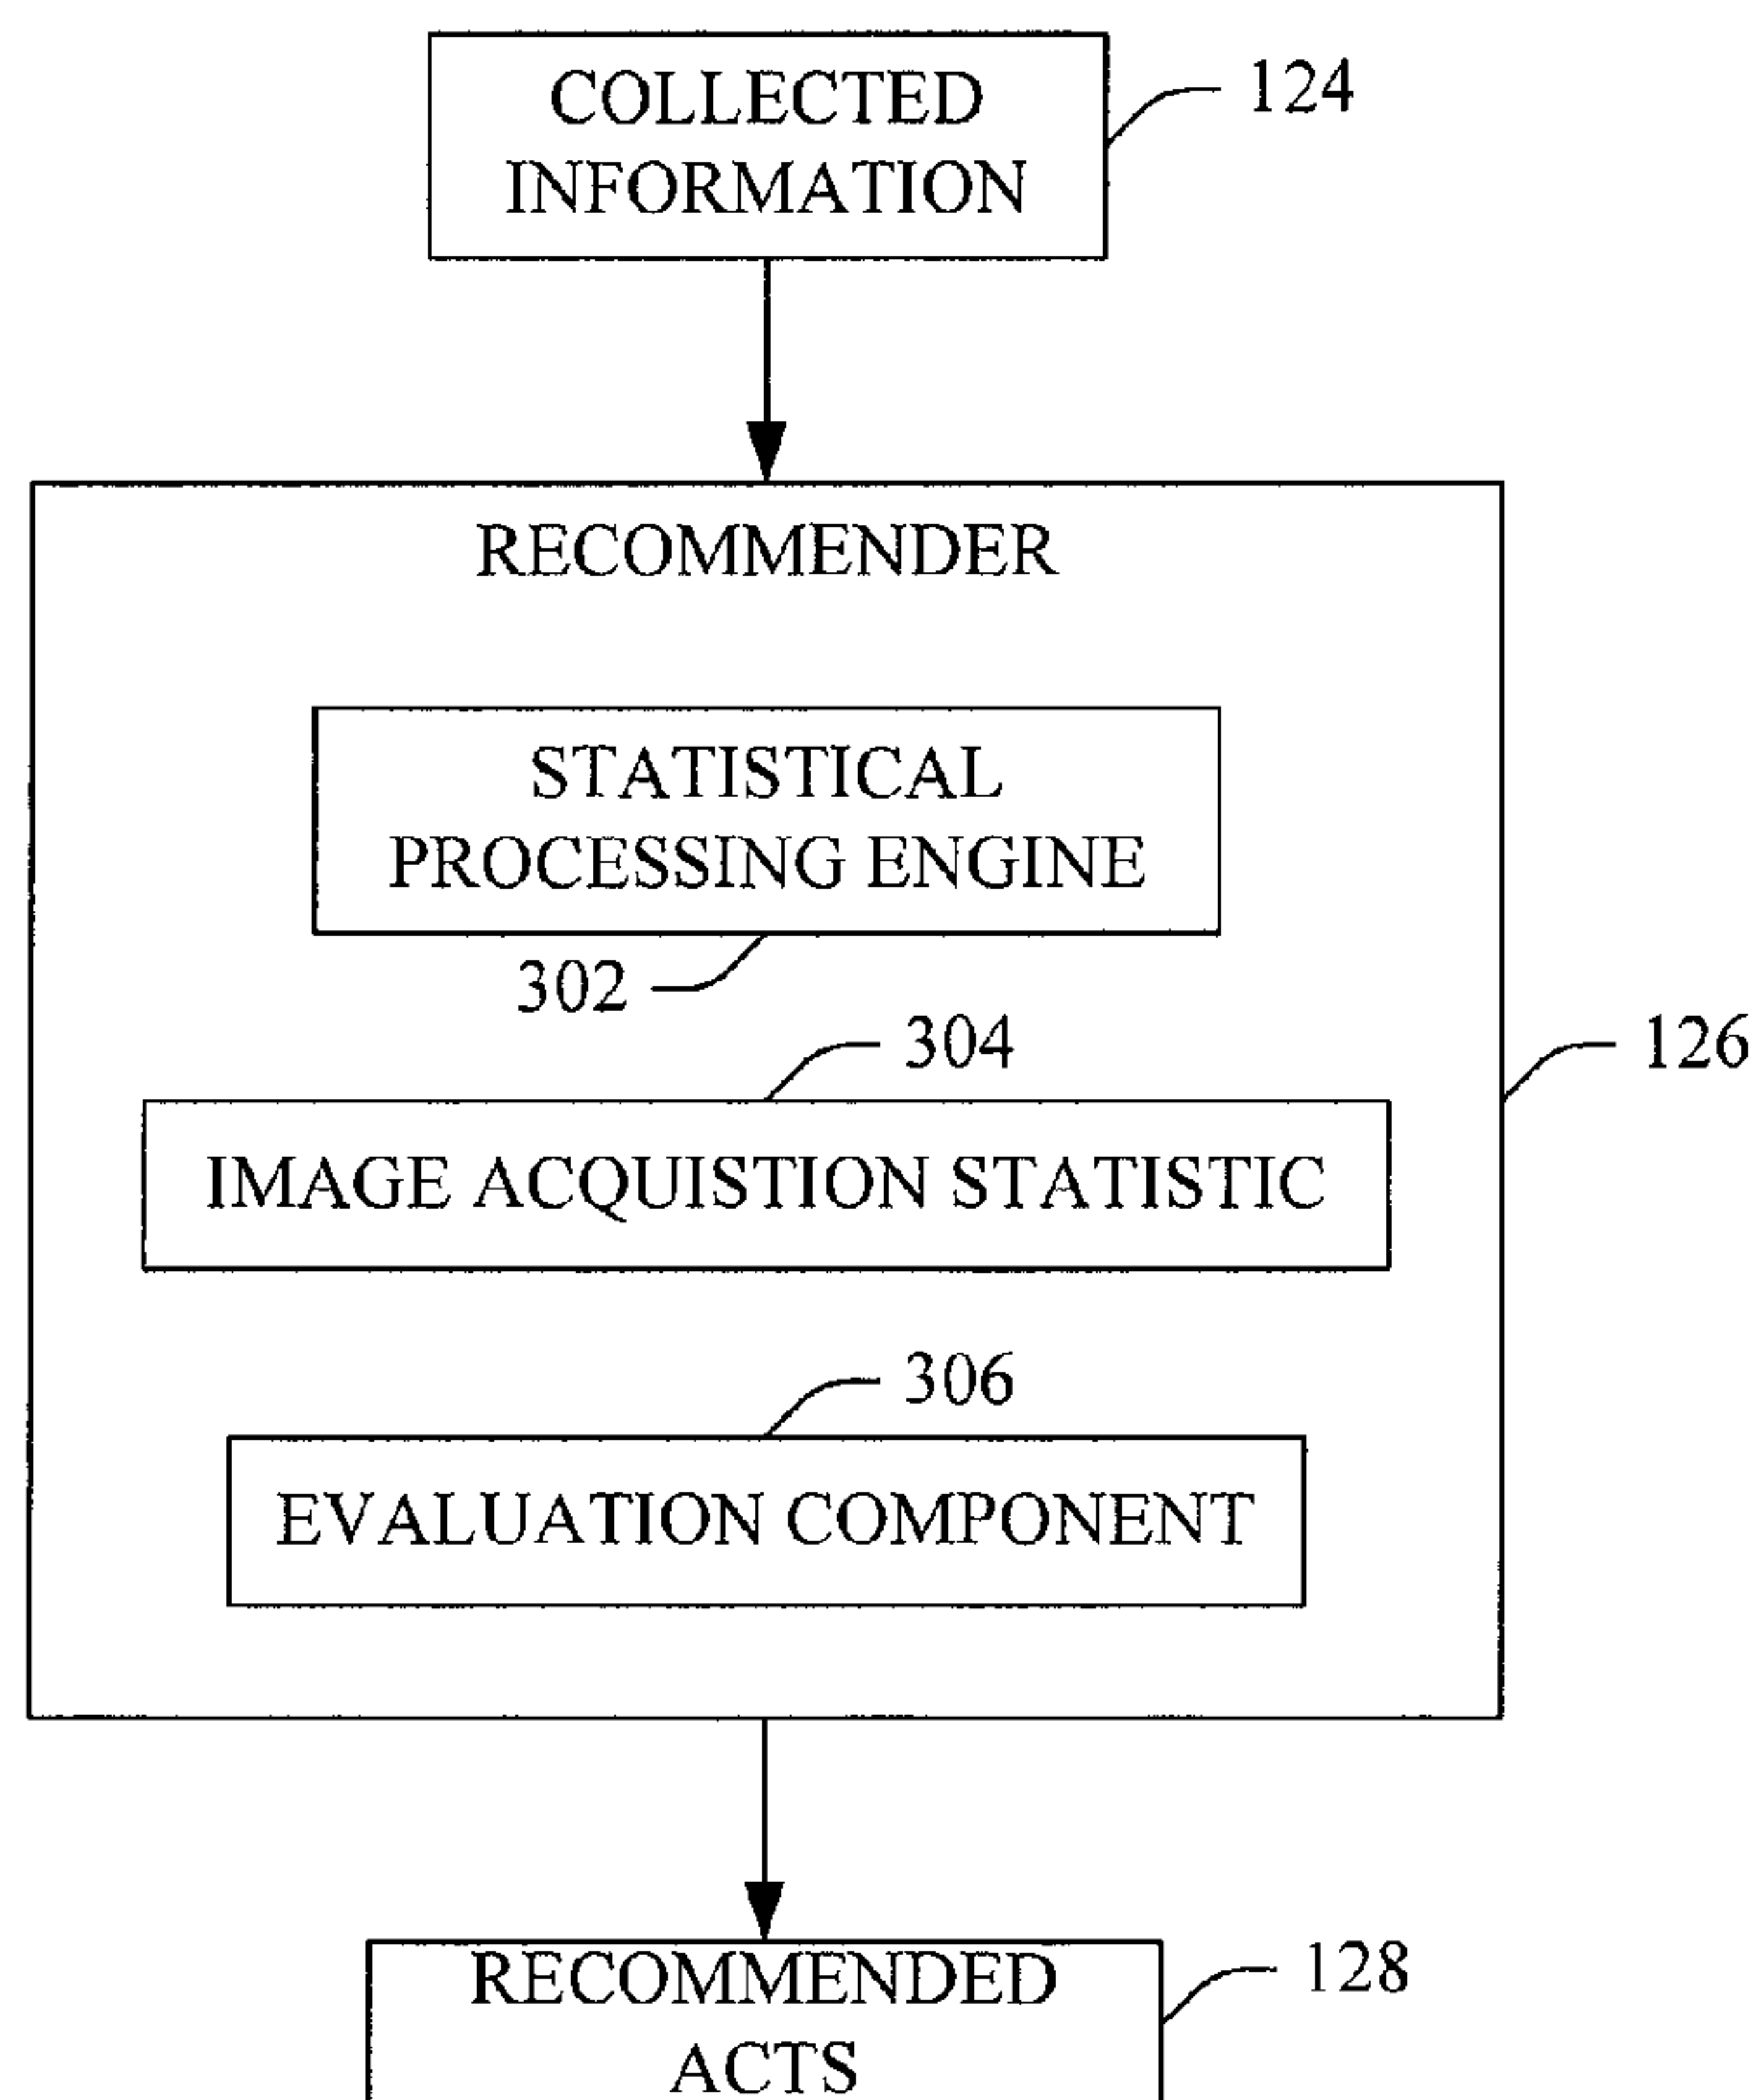 COLLECTED
INFORMATION
124
RECOMMENDER
STATISTICAL
PROCESSING ENGINE
302
304
126
IMAGE ACQUISTION STATISTIC
306
EVALUATION COMPONENT
RECOMMENDED
ACTS
128